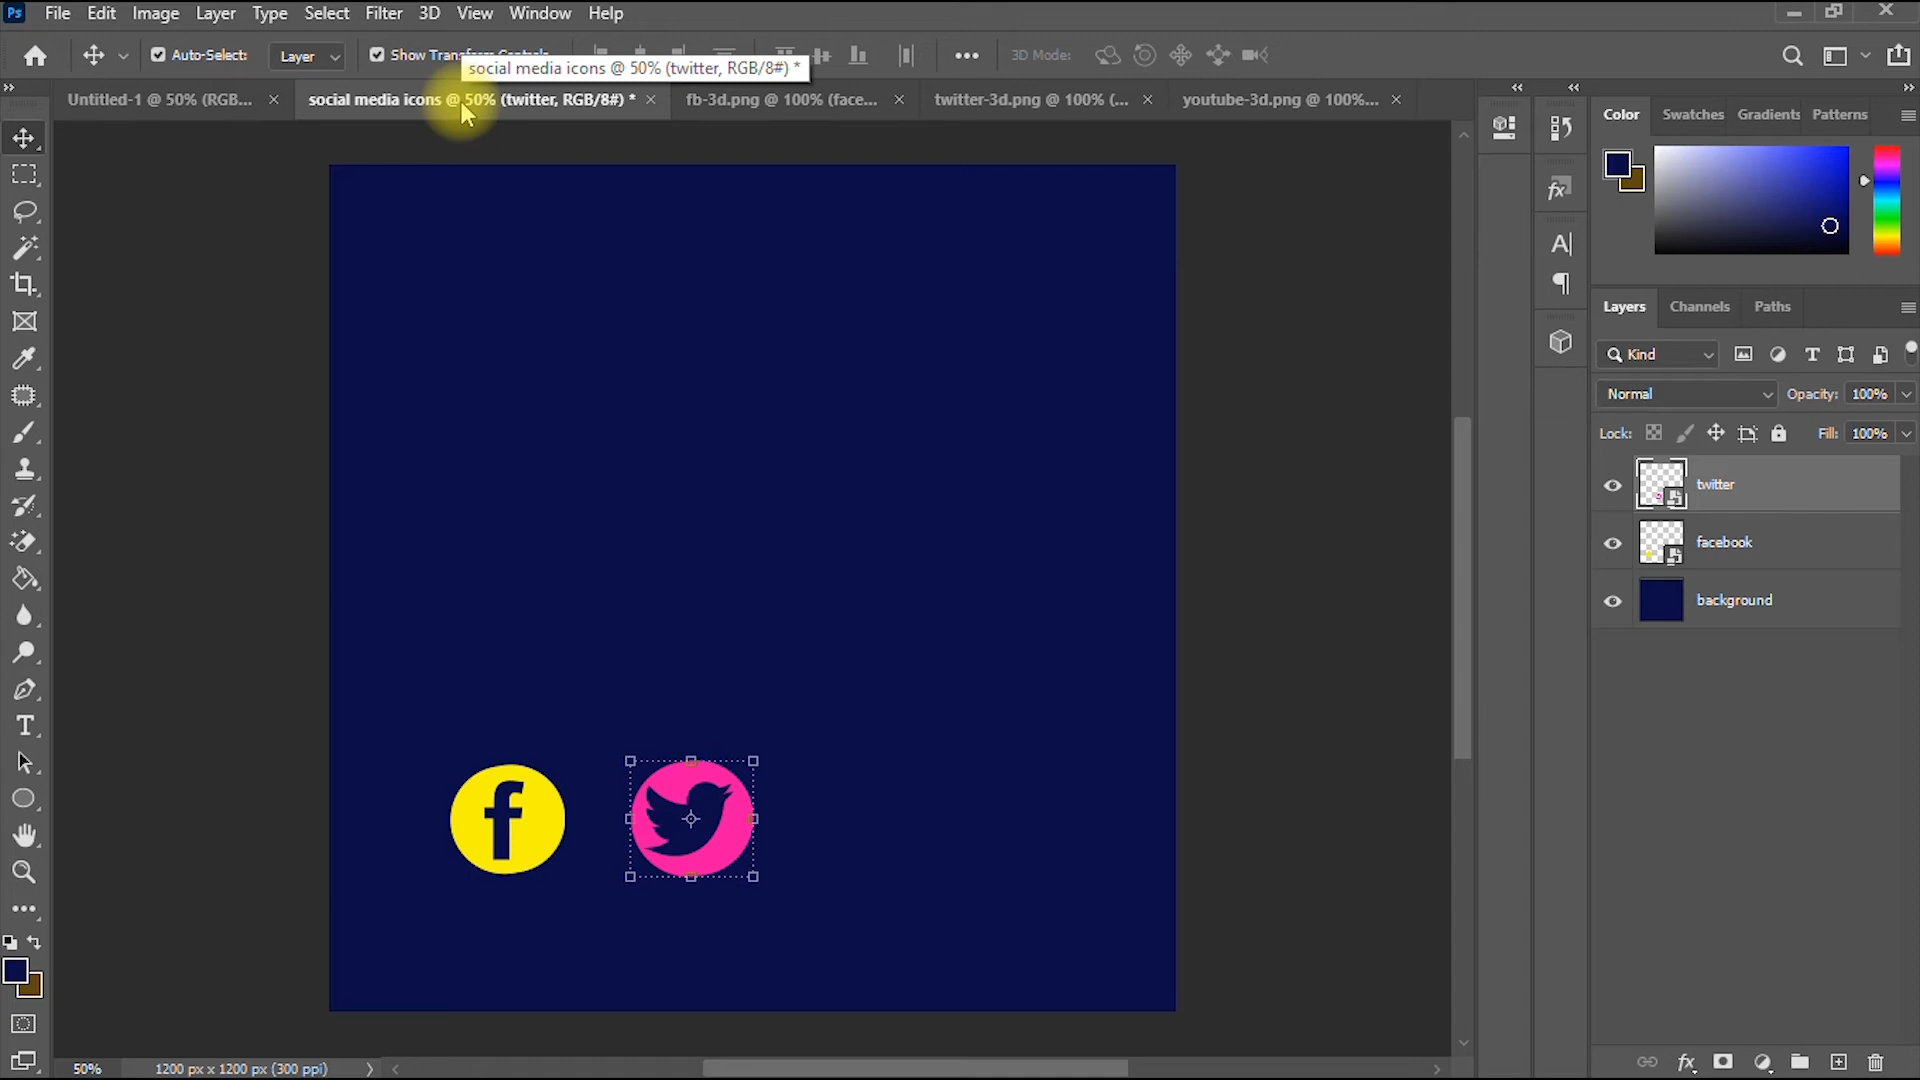 Ps File Edit Image Layer Type Select Filter 3D View Window Help
Auto-Select: Layer Show Transform Controls 3D Mode:
social media icons @ 50% (twitter, RGB/8#) *
Untitled-1 @ 50% (RGB... social media icons @ 50% (twitter, RGB/8#) * fb-3d.png @ 100% (face... twitter-3d.png @ 100% (... youtube-3d.png @ 100%...
Color Swatches Gradients Patterns
Layers Channels Paths
Kind
Normal Opacity: 100%
Lock: Fill: 100%
twitter
facebook
background
f
50% 1200 px x 1200 px (300 ppi)